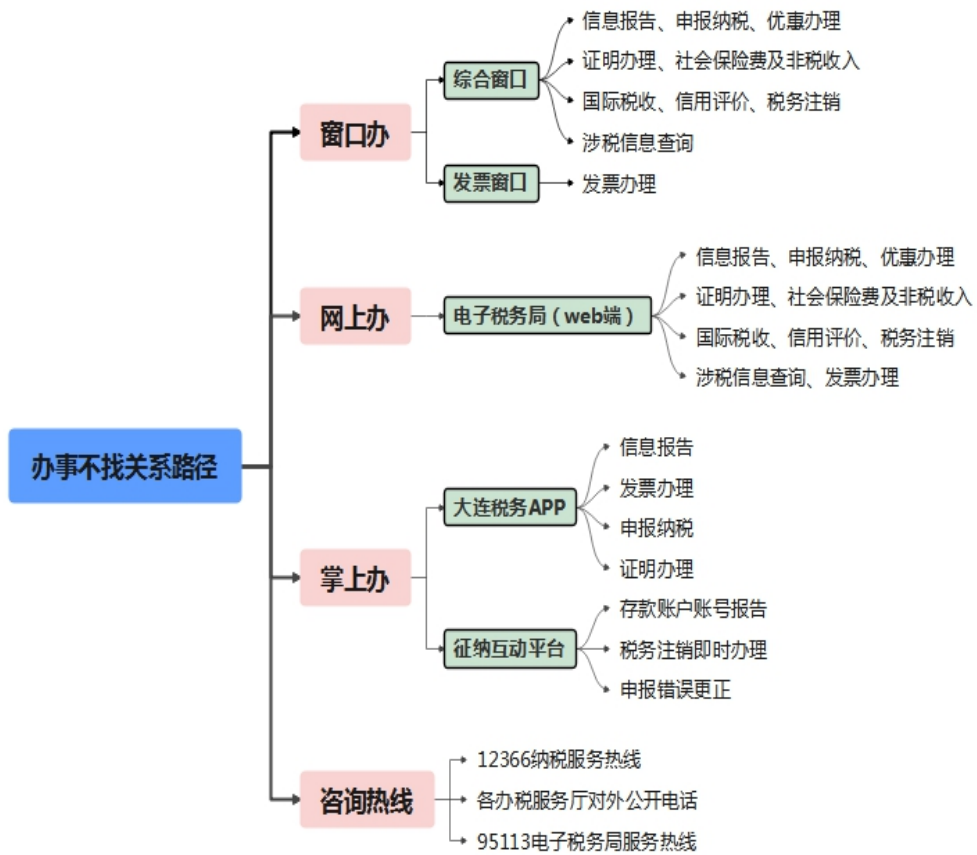 办事不找关系路径
窗口办
综合窗口
信息报告、申报纳税、优惠办理
证明办理、社会保险费及非税收入
国际税收、信用评价、税务注销
涉税信息查询
发票窗口
发票办理
网上办
电子税务局（web端）
信息报告、申报纳税、优惠办理
证明办理、社会保险费及非税收入
国际税收、信用评价、税务注销
涉税信息查询、发票办理
掌上办
大连税务APP
信息报告
发票办理
申报纳税
证明办理
征纳互动平台
存款账户账号报告
税务注销即时办理
申报错误更正
咨询热线
12366纳税服务热线
各办税服务厅对外公开电话
95113电子税务局服务热线